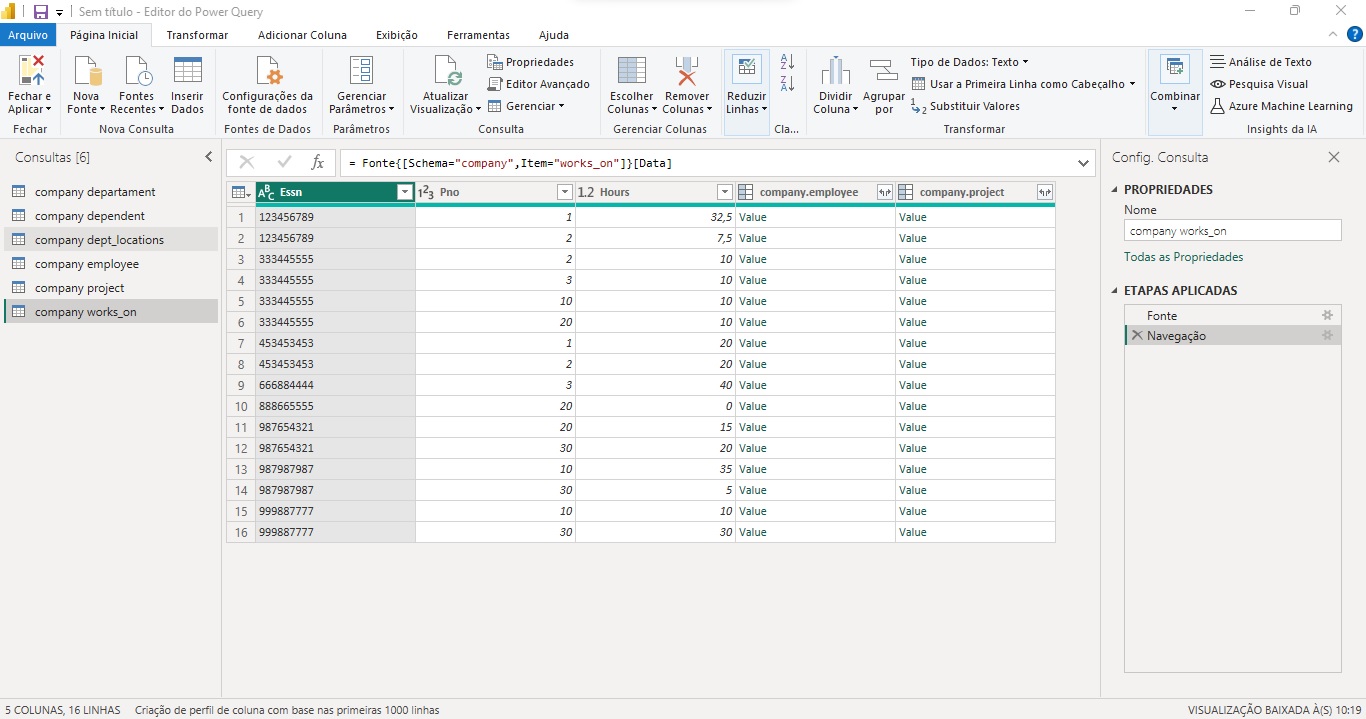 Sem título - Editor do Power Query
Arquivo Página Inicial Transformar Adicionar Coluna Exibição Ferramentas Ajuda
Fechar e Aplicar
Fechar
Nova Fonte
Fontes Recentes
Inserir Dados
Nova Consulta
Configurações da fonte de dados
Fontes de Dados
Gerenciar Parâmetros
Parâmetros
Atualizar Visualização
Propriedades
Editor Avançado
Gerenciar
Consulta
Escolher Colunas
Remover Colunas
Gerenciar Colunas
Reduzir Linhas
Cla...
Dividir Coluna
Agrupar por
Tipo de Dados: Texto
Usar a Primeira Linha como Cabeçalho
Substituir Valores
Transformar
Combinar
Análise de Texto
Pesquisa Visual
Azure Machine Learning
Insights da IA
Consultas [6]
company departament
company dependent
company dept_locations
company employee
company project
company works_on
= Fonte{[Schema="company",Item="works_on"]}[Data]
Essn Pno Hours company.employee company.project
1 123456789 1 32,5 Value Value
2 123456789 2 7,5 Value Value
3 333445555 2 10 Value Value
4 333445555 3 10 Value Value
5 333445555 10 10 Value Value
6 333445555 20 10 Value Value
7 453453453 1 20 Value Value
8 453453453 2 20 Value Value
9 666884444 3 40 Value Value
10 888665555 20 0 Value Value
11 987654321 20 15 Value Value
12 987654321 30 20 Value Value
13 987987987 10 35 Value Value
14 987987987 30 5 Value Value
15 999887777 10 10 Value Value
16 999887777 30 30 Value Value
Config. Consulta
PROPRIEDADES
Nome
company works_on
Todas as Propriedades
ETAPAS APLICADAS
Fonte
Navegação
5 COLUNAS, 16 LINHAS Criação de perfil de coluna com base nas primeiras 1000 linhas
VISUALIZAÇÃO BAIXADA À(S) 10:19